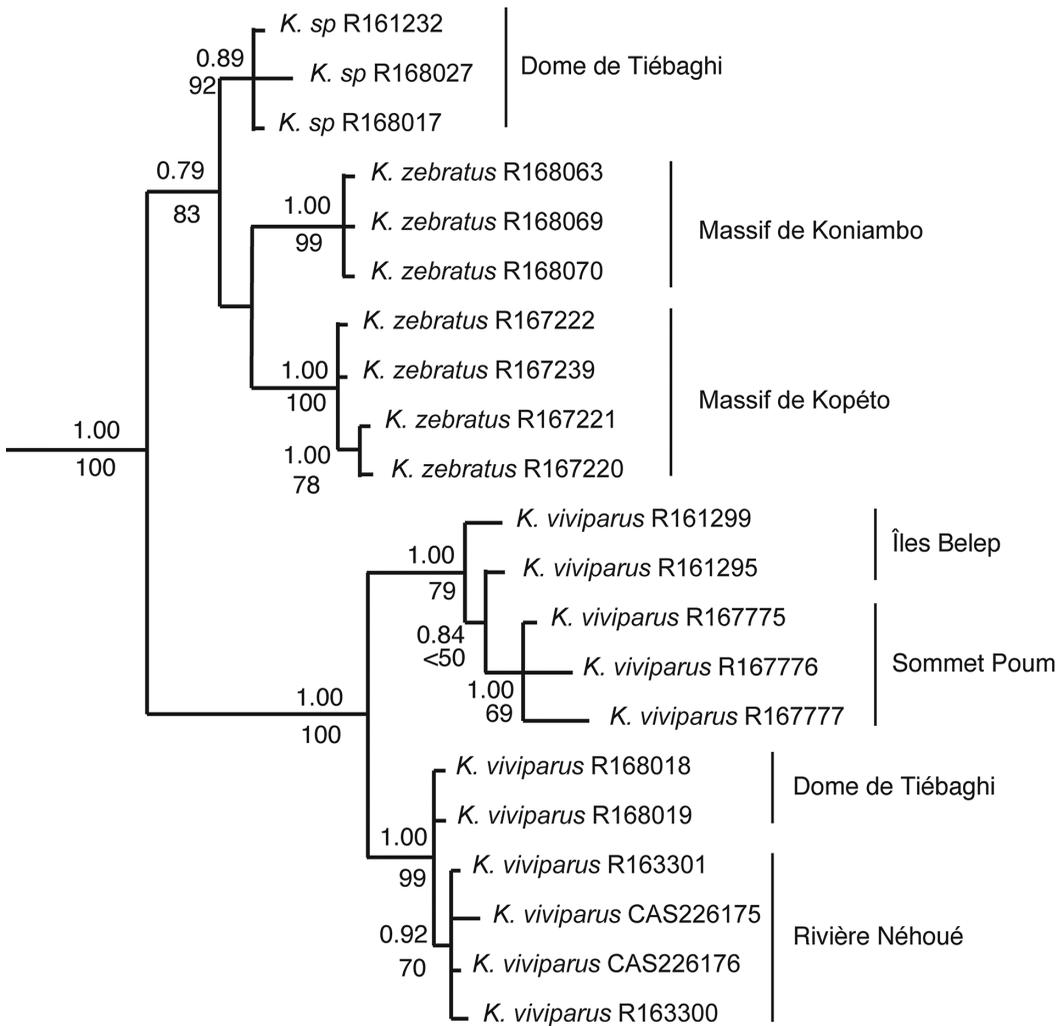 K. sp R161232
0.89
92
K. sp R168027
Dome de Tiébaghi
K. sp R168017
0.79
83
K. zebratus R168063
1.00
99
K. zebratus R168069
Massif de Koniambo
K. zebratus R168070
K. zebratus R167222
1.00
100
K. zebratus R167239
Massif de Kopéto
K. zebratus R167221
1.00
78
K. zebratus R167220
1.00
100
K. viviparus R161299
Îles Belep
1.00
79
K. viviparus R161295
K. viviparus R167775
0.84
<50
K. viviparus R167776
Sommet Poum
1.00
69
K. viviparus R167777
1.00
100
K. viviparus R168018
Dome de Tiébaghi
K. viviparus R168019
1.00
99
K. viviparus R163301
K. viviparus CAS226175
Rivière Néhoué
0.92
70
K. viviparus CAS226176
K. viviparus R163300